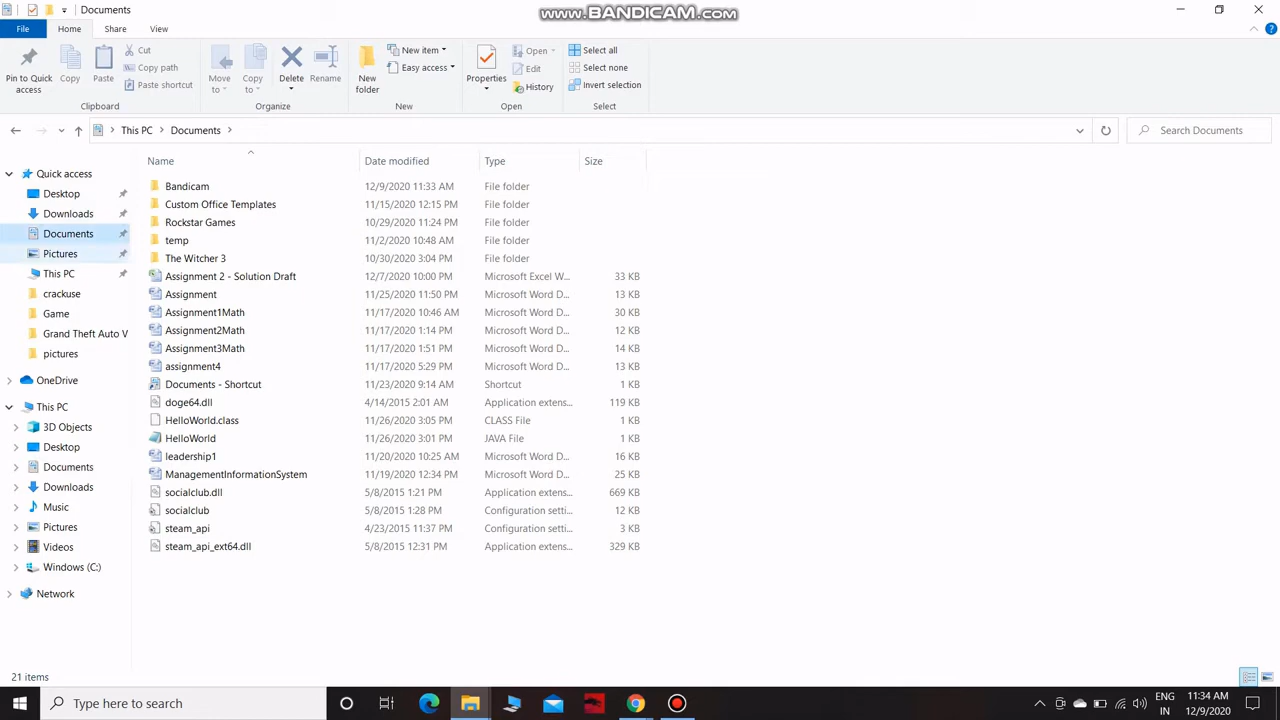 Documents
www.BANDICAM.com
File Home Share View
Pin to Quick access
Copy
Paste
Cut
Copy path
Paste shortcut
Clipboard
Move to
Copy to
Delete
Rename
Organize
New folder
New item
Easy access
New
Properties
Open
Edit
History
Open
Select all
Select none
Invert selection
Select
This PC Documents
Search Documents
Name Date modified Type Size
Quick access
Desktop
Downloads
Documents
Pictures
This PC
crackuse
Game
Grand Theft Auto V
pictures
OneDrive
This PC
3D Objects
Desktop
Documents
Downloads
Music
Pictures
Videos
Windows (C:)
Network
Bandicam 12/9/2020 11:33 AM File folder
Custom Office Templates 11/15/2020 12:15 PM File folder
Rockstar Games 10/29/2020 11:24 PM File folder
temp 11/2/2020 10:48 AM File folder
The Witcher 3 10/30/2020 3:04 PM File folder
Assignment 2 - Solution Draft 12/7/2020 10:00 PM Microsoft Excel W... 33 KB
Assignment 11/25/2020 11:50 PM Microsoft Word D... 13 KB
Assignment1Math 11/17/2020 10:46 AM Microsoft Word D... 30 KB
Assignment2Math 11/17/2020 1:14 PM Microsoft Word D... 12 KB
Assignment3Math 11/17/2020 1:51 PM Microsoft Word D... 14 KB
assignment4 11/17/2020 5:29 PM Microsoft Word D... 13 KB
Documents - Shortcut 11/23/2020 9:14 AM Shortcut 1 KB
doge64.dll 4/14/2015 2:01 AM Application extens... 119 KB
HelloWorld.class 11/26/2020 3:05 PM CLASS File 1 KB
HelloWorld 11/26/2020 3:01 PM JAVA File 1 KB
leadership1 11/20/2020 10:25 AM Microsoft Word D... 16 KB
ManagementInformationSystem 11/19/2020 12:34 PM Microsoft Word D... 25 KB
socialclub.dll 5/8/2015 1:21 PM Application extens... 669 KB
socialclub 5/8/2015 1:28 PM Configuration setti... 12 KB
steam_api 4/23/2015 11:37 PM Configuration setti... 3 KB
steam_api_ext64.dll 5/8/2015 12:31 PM Application extens... 329 KB
21 items
Type here to search
ENG
IN
11:34 AM
12/9/2020